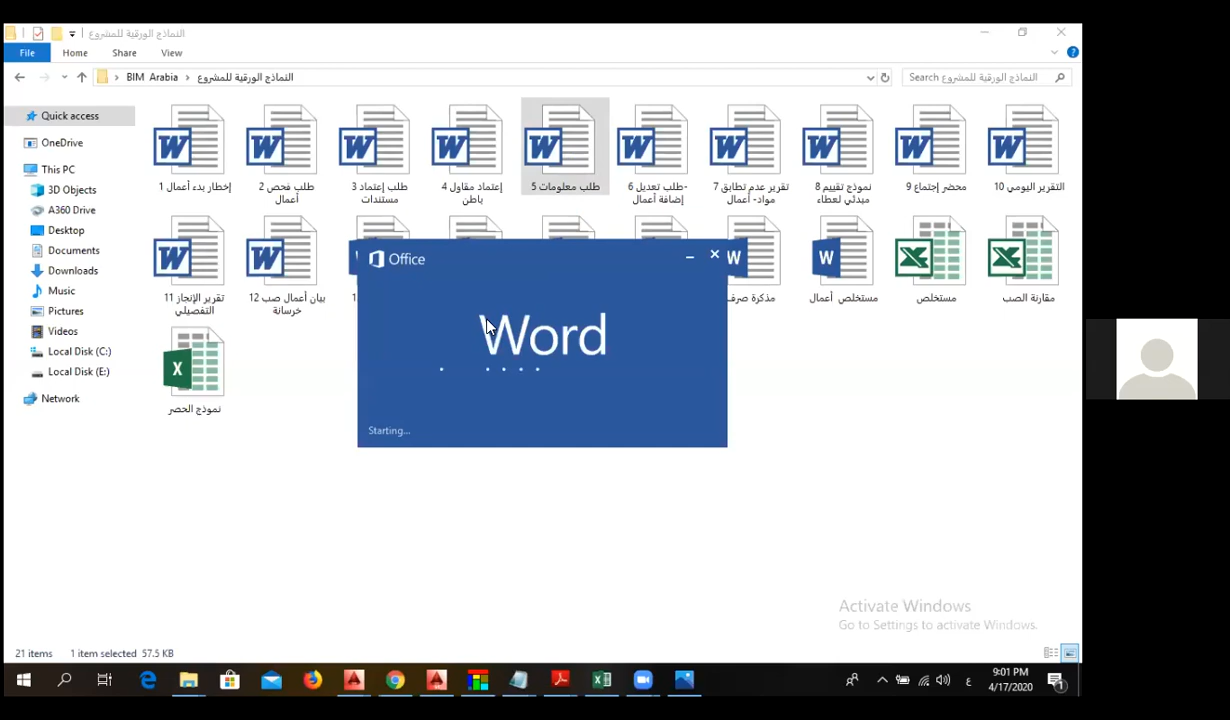 النماذج الورقية للمشروع
File Home Share View
BIM Arabia النماذج الورقية للمشروع
Search النماذج الورقية للمشروع
Quick access
OneDrive
This PC
3D Objects
A360 Drive
Desktop
Documents
Downloads
Music
Pictures
Videos
Local Disk (C:)
Local Disk (E:)
Network
إخطار بدء أعمال 1
طلب فحص 2
أعمال
طلب إعتماد 3
مستندات
إعتماد مقاول 4
باطن
طلب معلومات 5
طلب تعديل 6-
إضافة أعمال
تقرير عدم تطابق 7
مواد- أعمال
نموذج تقييم 8
مبدئي لعطاء
محضر إجتماع 9
التقرير اليومي 10
تقرير الإنجاز 11
التفصيلي
بيان أعمال صب 12
خرسانة
1
مذكرة صرف
مستخلص أعمال
مستخلص
مقارنة الصب
نموذج الحصر
Office
Word
Starting...
Activate Windows
Go to Settings to activate Windows.
21 items 1 item selected 57.5 KB
ع
9:01 PM
4/17/2020
1